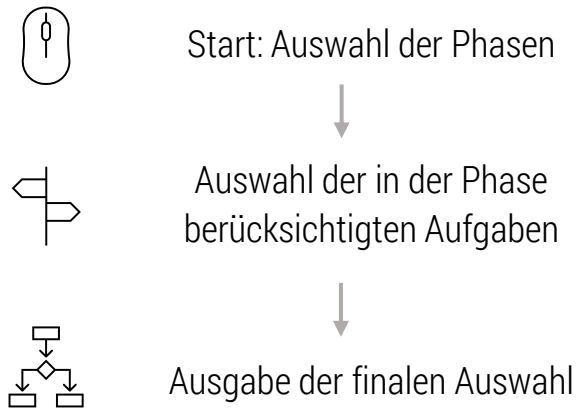 Start: Auswahl der Phasen
Auswahl der in der Phase
berücksichtigten Aufgaben
Ausgabe der finalen Auswahl